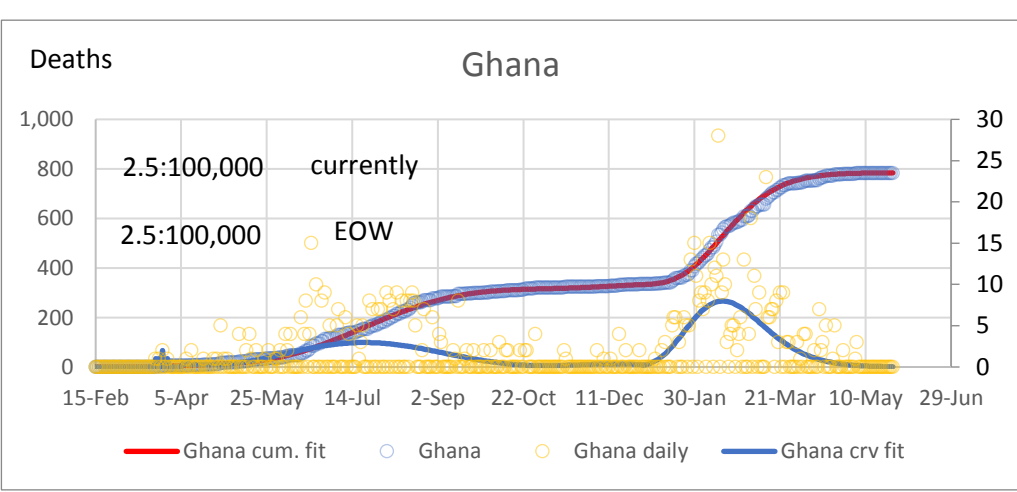 Deaths
Ghana
1,000
800
600
400
200
0
30
25
20
15
10
5
0
2.5:100,000 currently
2.5:100,000 EOW
15-Feb 5-Apr 25-May 14-Jul 2-Sep 22-Oct 11-Dec 30-Jan 21-Mar 10-May 29-Jun
Ghana cum. fit Ghana Ghana daily Ghana crv fit